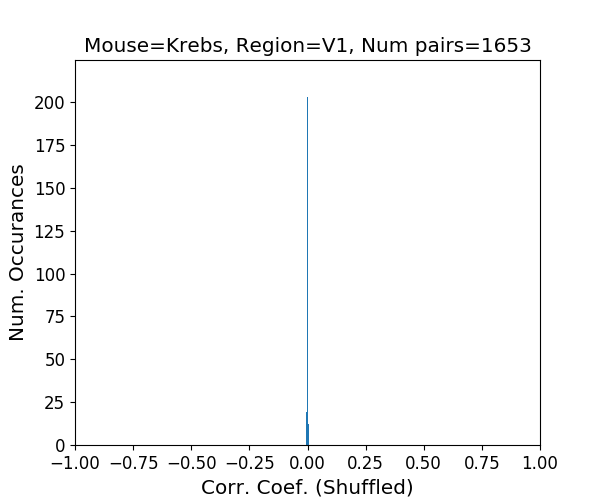 Mouse=Krebs, Region=V1, Num pairs=1653
Num. Occurances
200
175
150
125
100
75
50
25
0
−1.00 −0.75 −0.50 −0.25 0.00 0.25 0.50 0.75 1.00
Corr. Coef. (Shuffled)